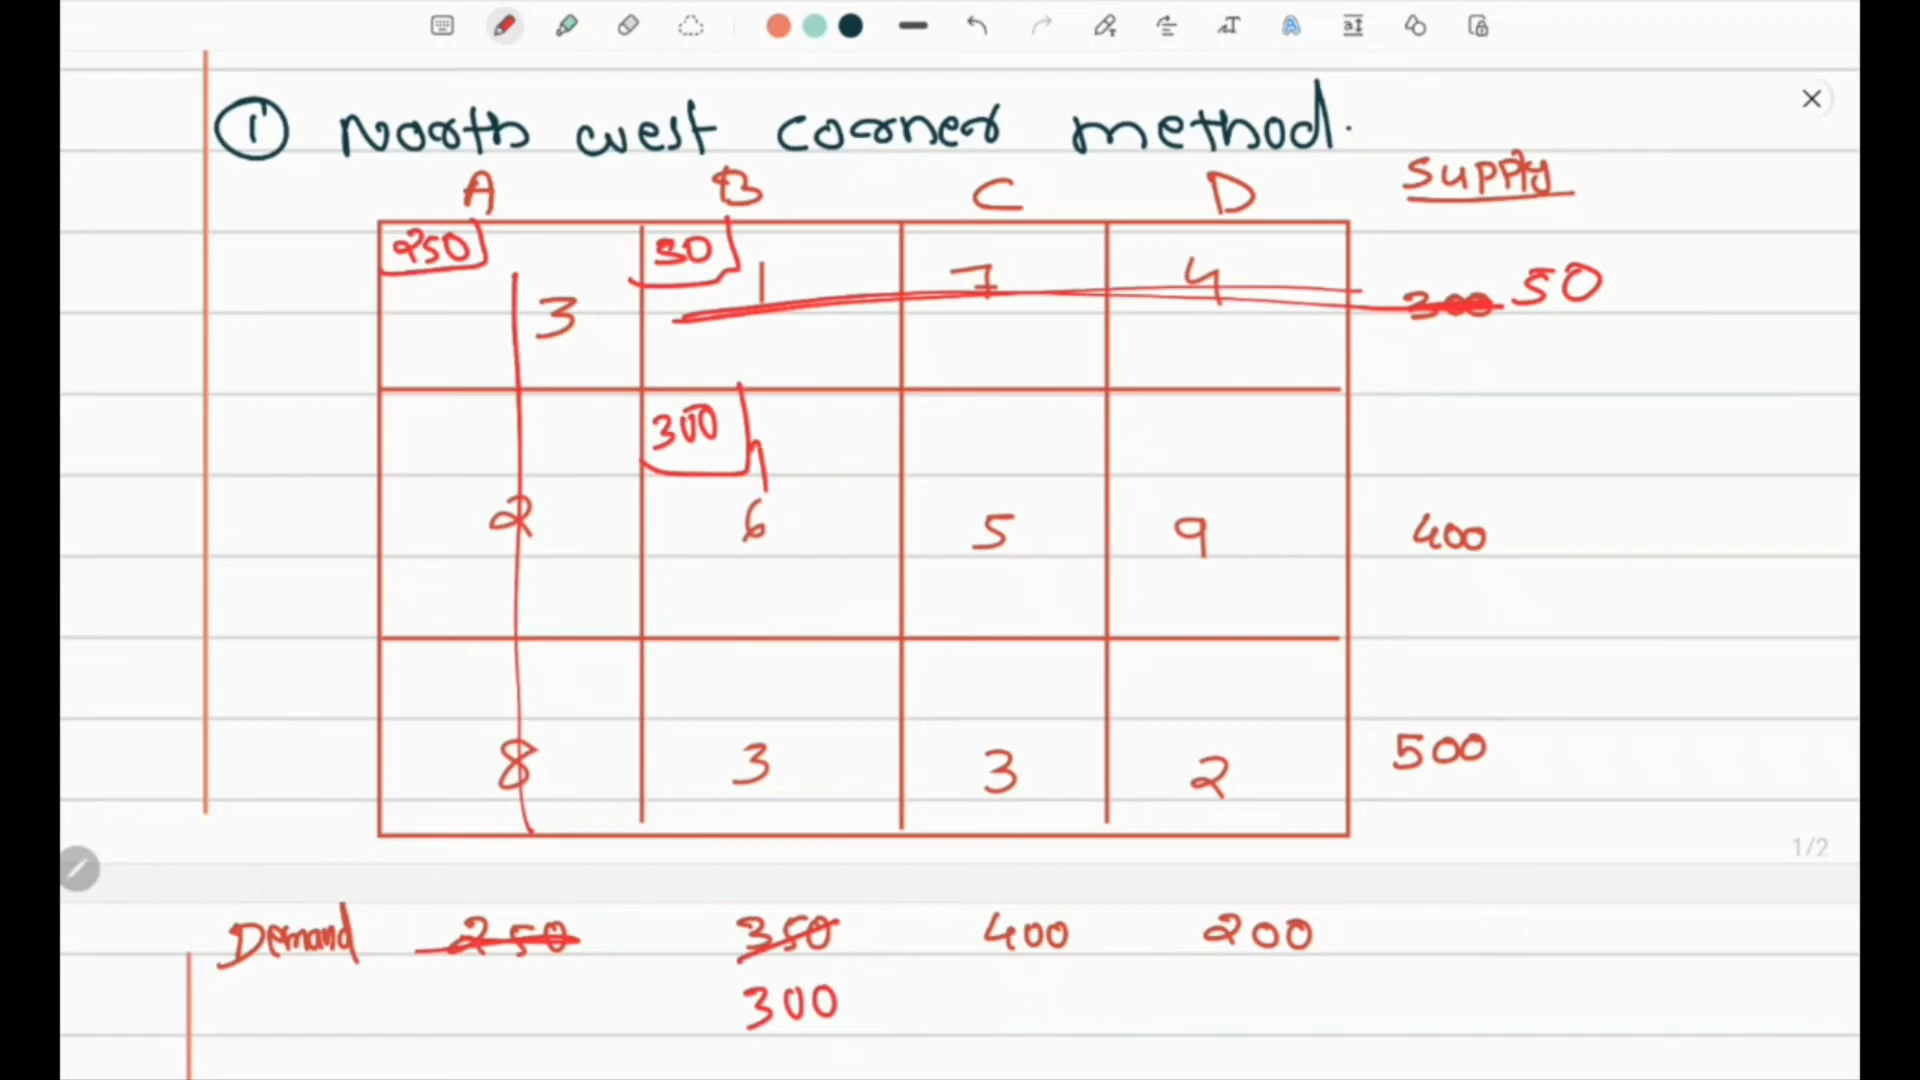 ① North west corner method.
A B C D Supply
250 30
3 1 7 4 300 50
300
2 6 5 9 400
8 3 3 2 500
1/2
Demand 250 350 400 200
300